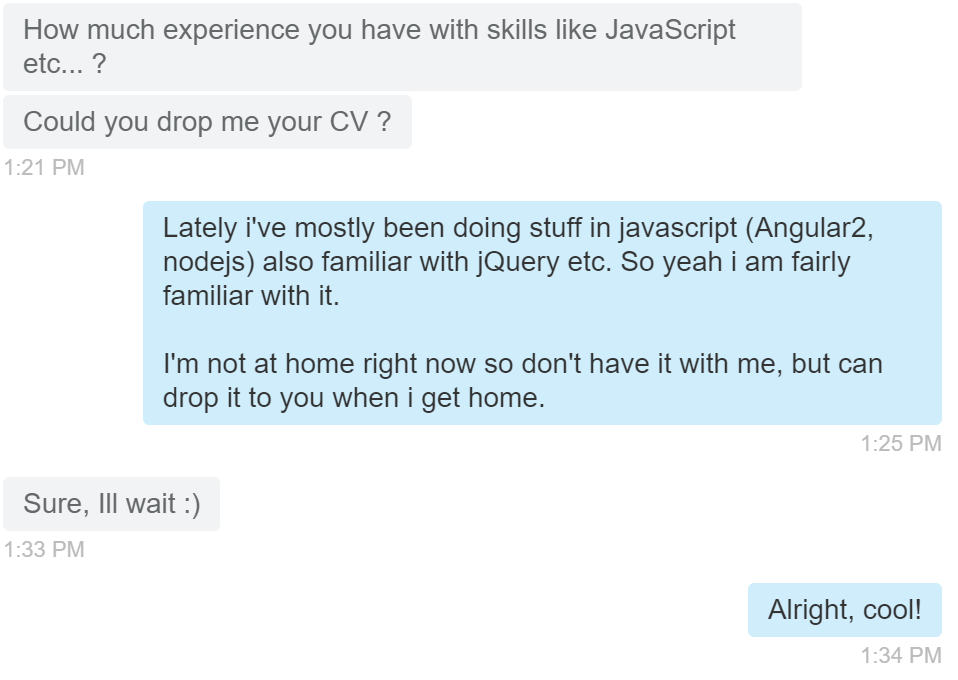 How much experience you have with skills like JavaScript
etc... ?
Could you drop me your CV ?
1:21 PM
Lately i've mostly been doing stuff in javascript (Angular2,
nodejs) also familiar with jQuery etc. So yeah i am fairly
familiar with it.
I'm not at home right now so don't have it with me, but can
drop it to you when i get home.
1:25 PM
Sure, Ill wait :)
1:33 PM
Alright, cool!
1:34 PM